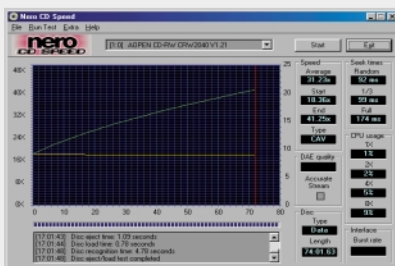 Nero CD Speed
File Run Test Extra Help
nero
CD SPEED
[1:0] AOPEN CD-RW CRW2040 V1.21
Start
Exit
48X
40X
32X
24X
16X
8X
0X
25
20
15
10
5
0
0 10 20 30 40 50 60 70 80
Speed
Average
31.23x
Start
18.36x
End
41.25x
Type
CAV
DAE quality
Accurate
Stream
Disc
Type
Data
Length
74:01.63
Seek times
Random
92 ms
1/3
99 ms
Full
174 ms
CPU usage
1X
1%
2X
2%
4X
5%
8X
9%
Interface
Burst rate
[17:01:43] Disc eject time: 1.09 seconds
[17:01:44] Disc load time: 0.78 seconds
[17:01:48] Disc recognition time: 4.78 seconds
[17:01:48] Disc eject/load test completed